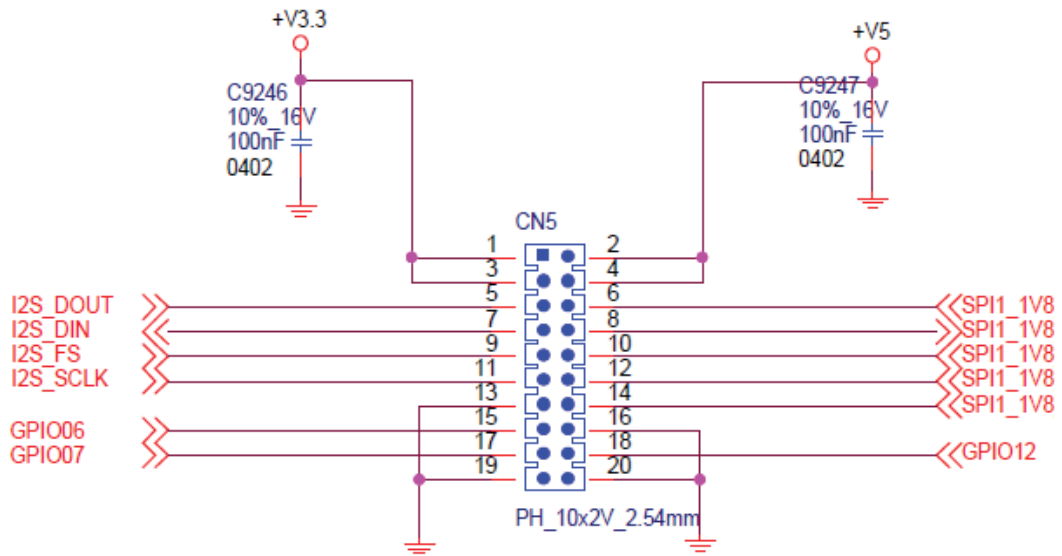 +V3.3
+V5
C9246
10%_16V
100nF
0402
C9247
10%_16V
100nF
0402
CN5
1 2
3 4
I2S_DOUT 5 6 SPI1_1V8
I2S_DIN 7 8 SPI1_1V8
I2S_FS 9 10 SPI1_1V8
I2S_SCLK 11 12 SPI1_1V8
13 14 SPI1_1V8
GPIO06 15 16
GPIO07 17 18 GPIO12
19 20
PH_10x2V_2.54mm